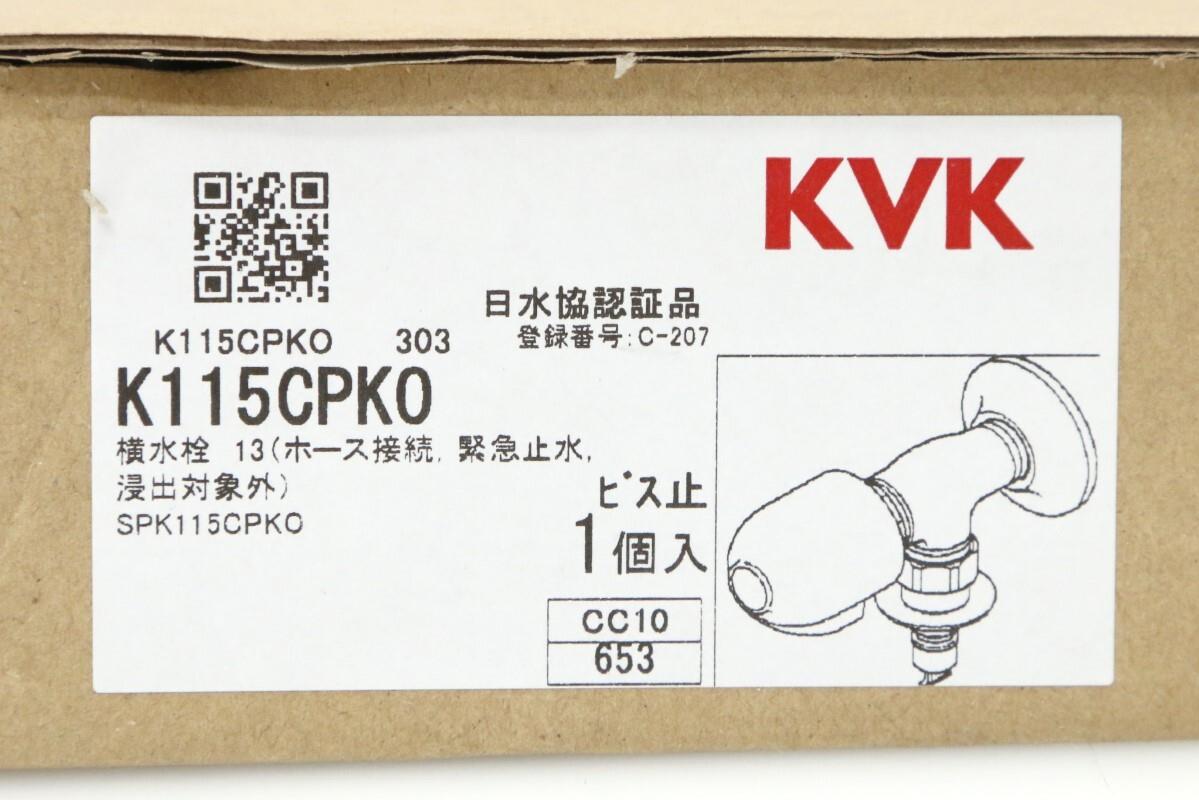 KVK
日水協認証品
登録番号:C-207
K115CPKO 303
K115CPKO
横水栓 13(ホース接続, 緊急止水,
浸出対象外)
SPK115CPKO
ビス止
1個入
CC10
653